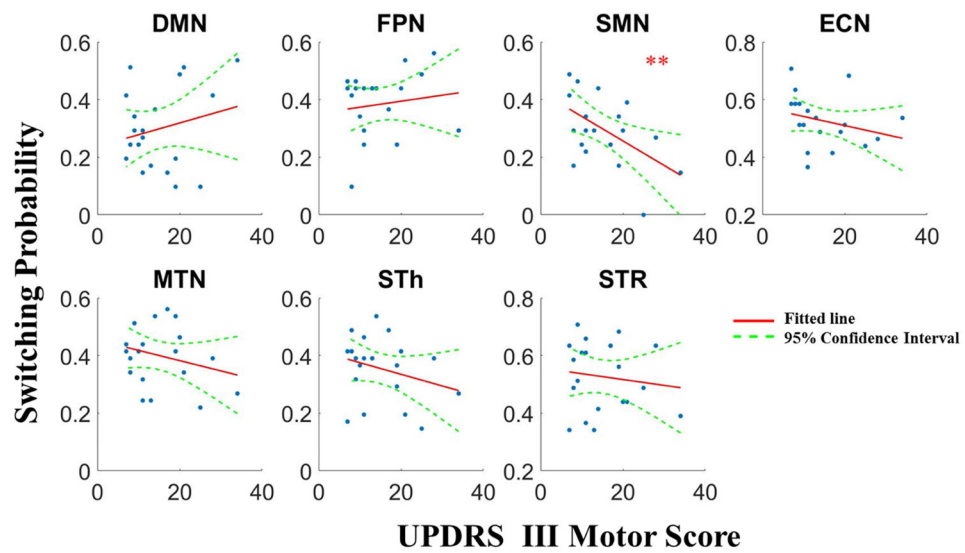 DMN FPN SMN ECN
0.6 0.6 0.6 0.8
**
0.4 0.4 0.4 0.6
0.2 0.2 0.2 0.4
0 0 0 0.2
0 20 40 0 20 40 0 20 40 0 20 40
Switching Probability
MTN STh STR
0.6 0.6 0.8
Fitted line
95% Confidence Interval
0.4 0.4 0.6
0.2 0.2 0.4
0 0 0.2
0 20 40 0 20 40 0 20 40
UPDRS III Motor Score